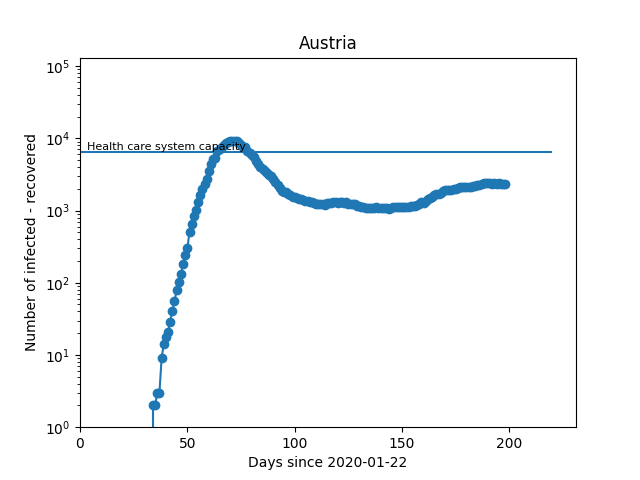 Austria
Number of infected - recovered
10^5
10^4
10^3
10^2
10^1
10^0
Health care system capacity
0 50 100 150 200
Days since 2020-01-22